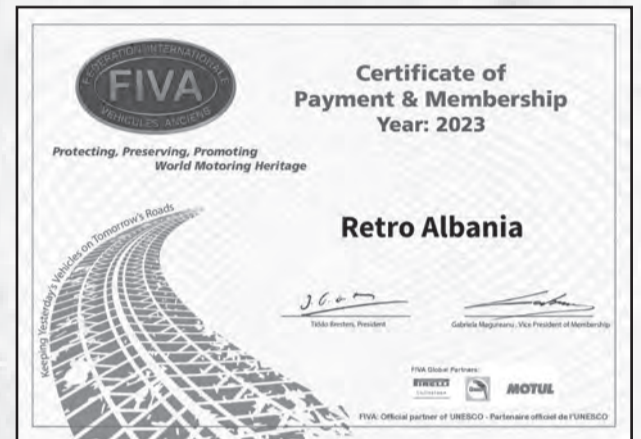 FEDERATION INTERNATIONALE
FIVA
VEHICULES ANCIENS
Protecting, Preserving, Promoting
World Motoring Heritage
Certificate of
Payment & Membership
Year: 2023
Retro Albania
Keeping Yesterday's Vehicles on Tomorrow's Roads
Tiddo Bresters, President
Gabriela Magureanu, Vice President of Membership
FIVA Global Partners:
PIRELLI
MOTUL
FIVA: Official partner of UNESCO - Partenaire officiel de l'UNESCO